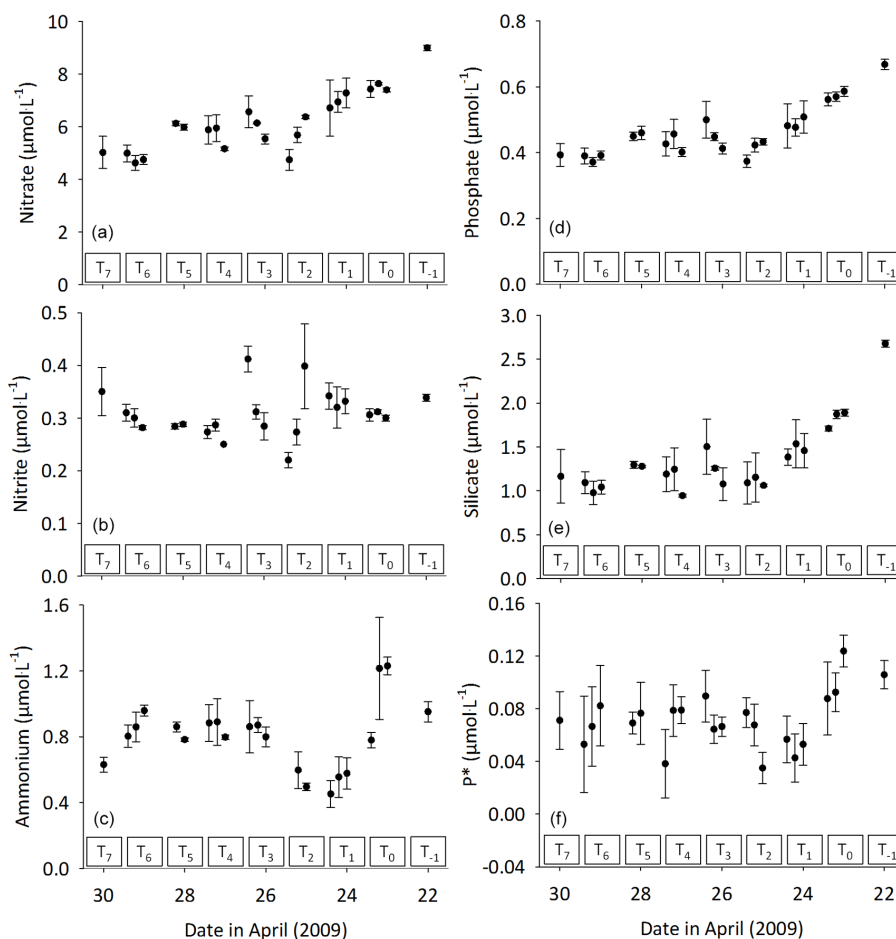 10
8
6
4
2
0
Nitrate (µmol·L⁻¹)
(a)
T₇ T₆ T₅ T₄ T₃ T₂ T₁ T₀ T₋₁
0.8
0.6
0.4
0.2
0.0
Phosphate (µmol·L⁻¹)
(d)
T₇ T₆ T₅ T₄ T₃ T₂ T₁ T₀ T₋₁
0.5
0.4
0.3
0.2
0.1
0.0
Nitrite (µmol·L⁻¹)
(b)
T₇ T₆ T₅ T₄ T₃ T₂ T₁ T₀ T₋₁
3.0
2.5
2.0
1.5
1.0
0.5
0.0
Silicate (µmol·L⁻¹)
(e)
T₇ T₆ T₅ T₄ T₃ T₂ T₁ T₀ T₋₁
1.6
1.2
0.8
0.4
0.0
Ammonium (µmol·L⁻¹)
(c)
T₇ T₆ T₅ T₄ T₃ T₂ T₁ T₀ T₋₁
30 28 26 24 22
Date in April (2009)
0.16
0.12
0.08
0.04
0.00
-0.04
P* (µmol·L⁻¹)
(f)
T₇ T₆ T₅ T₄ T₃ T₂ T₁ T₀ T₋₁
30 28 26 24 22
Date in April (2009)